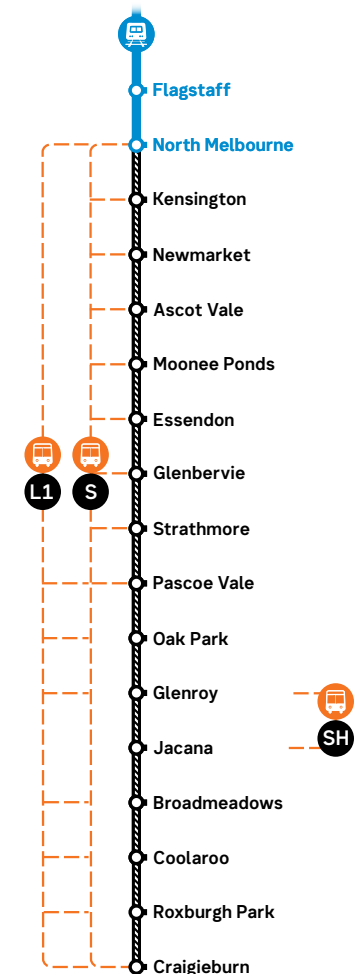 Flagstaff
North Melbourne
Kensington
Newmarket
Ascot Vale
Moonee Ponds
Essendon
Glenbervie
L1 S
Strathmore
Pascoe Vale
Oak Park
Glenroy
SH
Jacana
Broadmeadows
Coolaroo
Roxburgh Park
Craigieburn